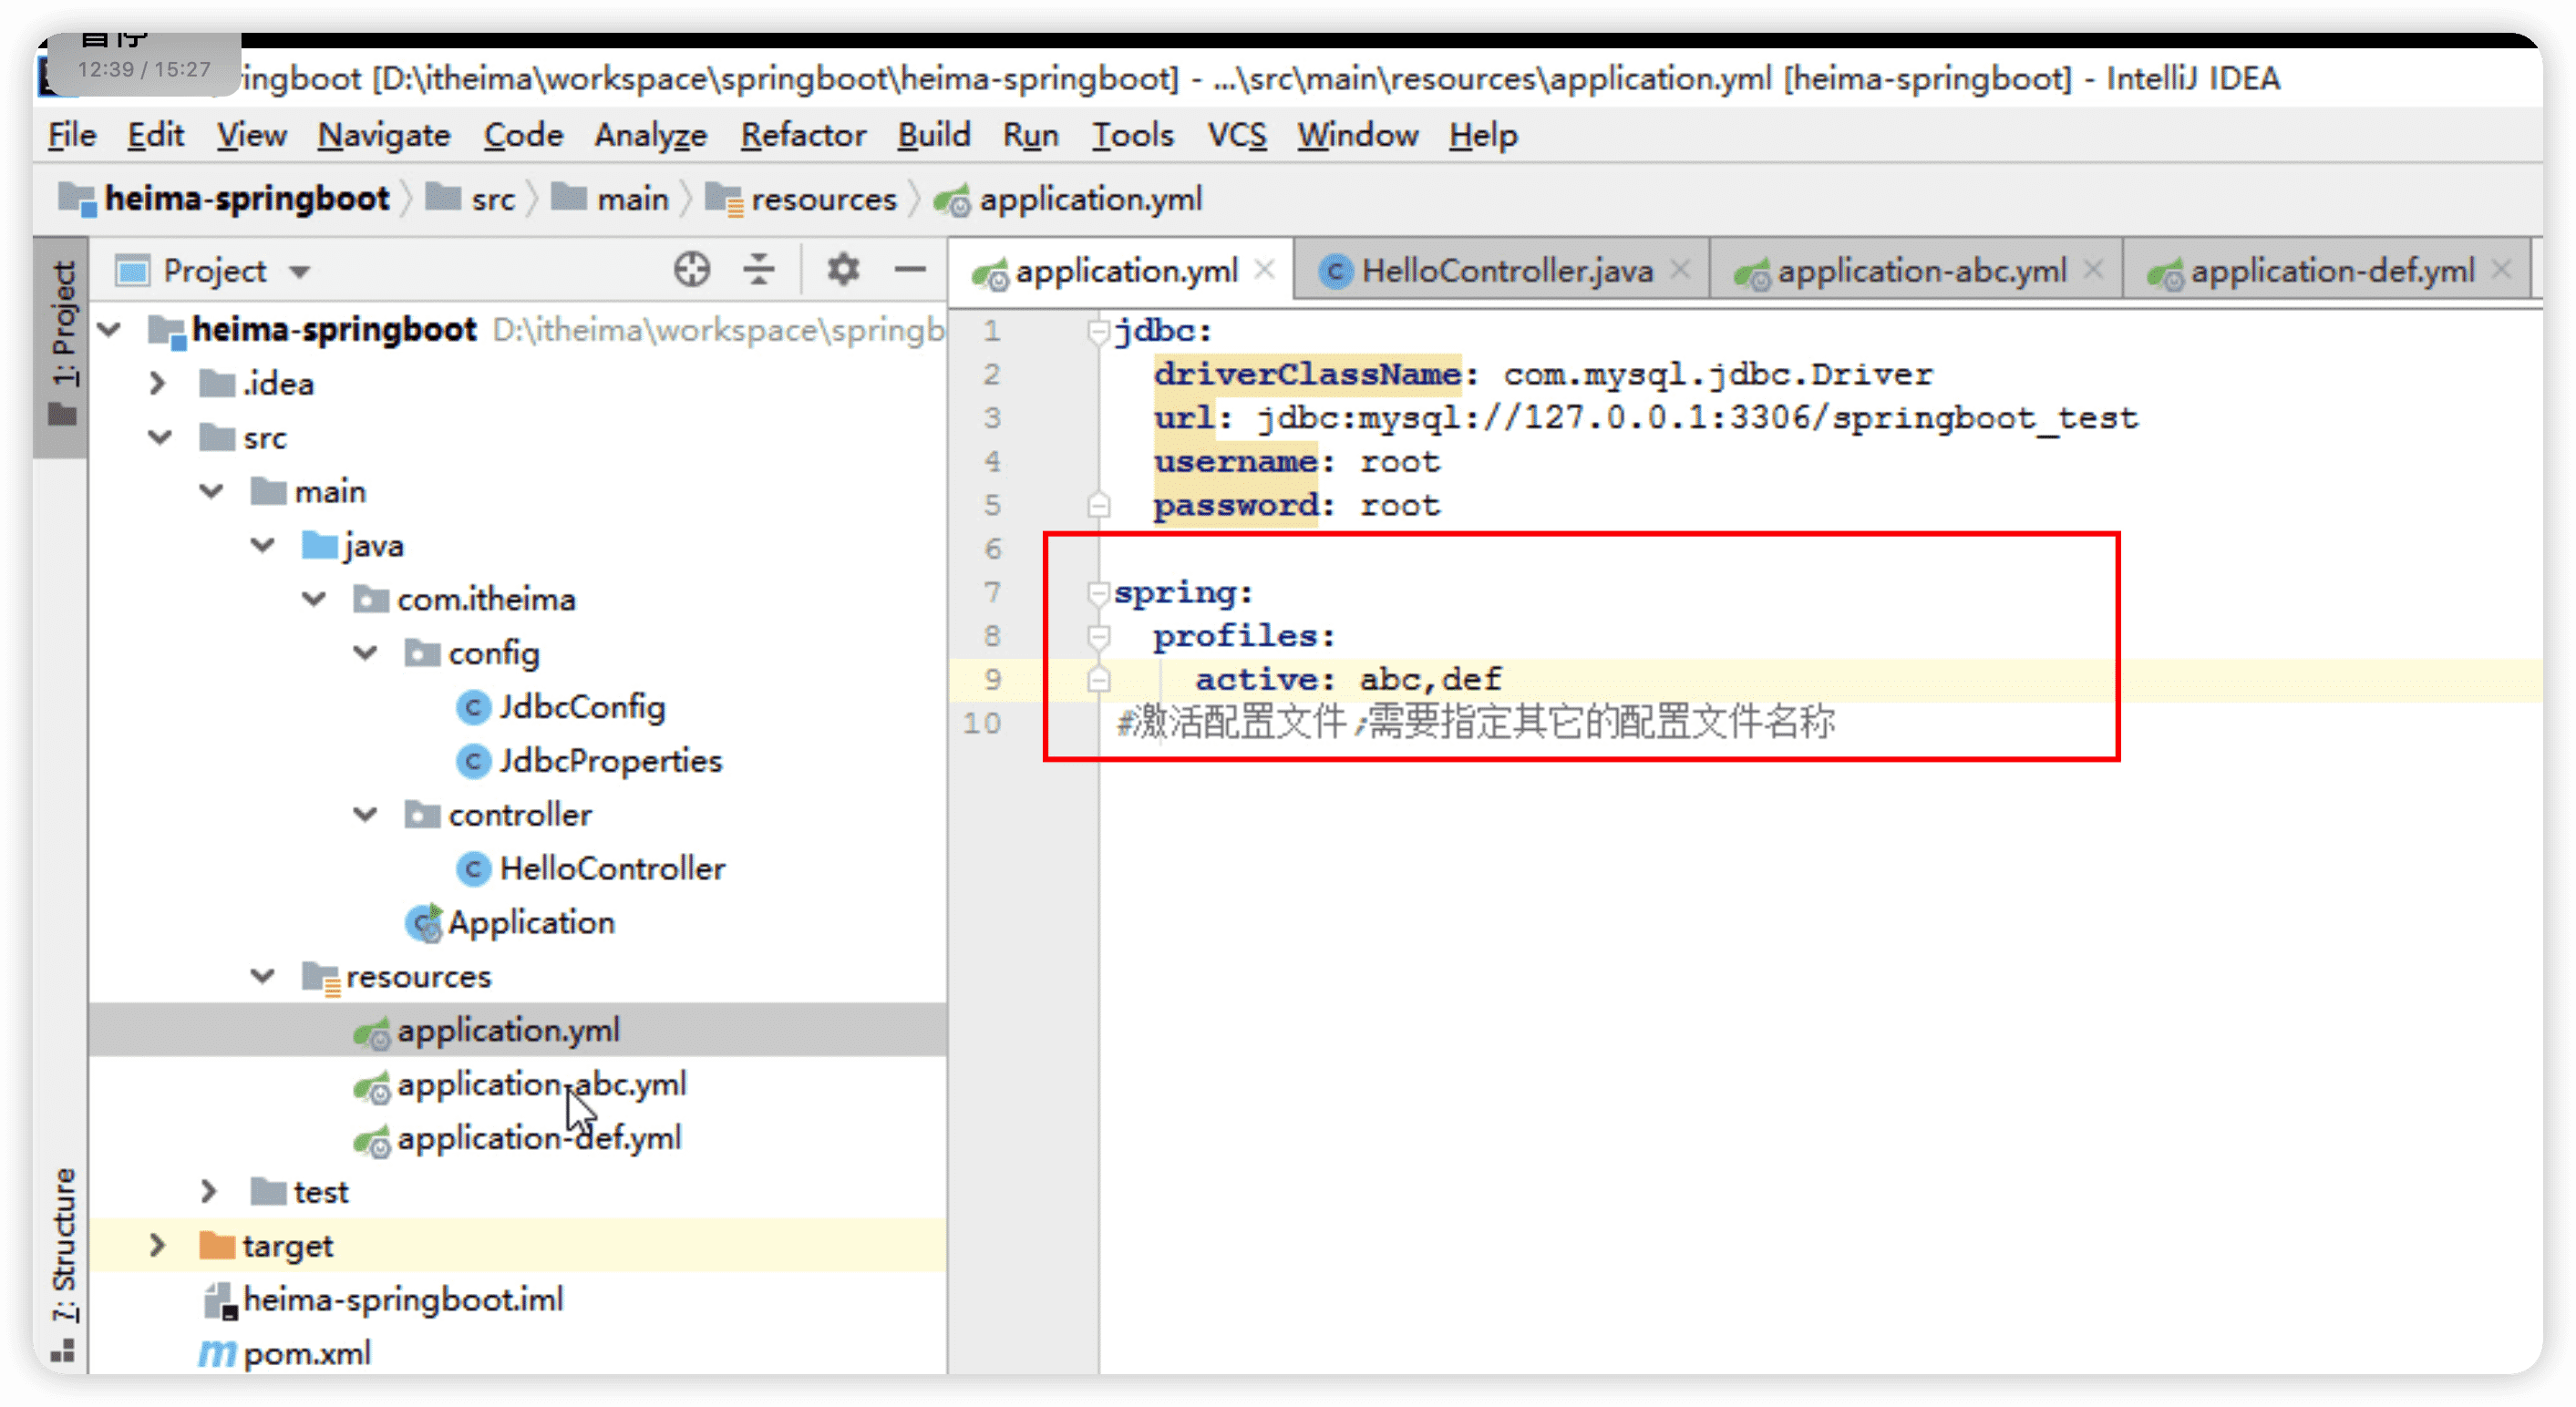 暂停
12:39 / 15:27
ingboot [D:\itheima\workspace\springboot\heima-springboot] - ...\src\main\resources\application.yml [heima-springboot] - IntelliJ IDEA
File Edit View Navigate Code Analyze Refactor Build Run Tools VCS Window Help
heima-springboot src main resources application.yml
1: Project
Project
application.yml HelloController.java application-abc.yml application-def.yml
heima-springboot D:\itheima\workspace\springb
.idea
src
main
java
com.itheima
config
JdbcConfig
JdbcProperties
controller
HelloController
Application
resources
application.yml
application-abc.yml
application-def.yml
test
target
heima-springboot.iml
pom.xml
7: Structure
1 jdbc:
2 driverClassName: com.mysql.jdbc.Driver
3 url: jdbc:mysql://127.0.0.1:3306/springboot_test
4 username: root
5 password: root
6
7 spring:
8 profiles:
9 active: abc,def
10 #激活配置文件;需要指定其它的配置文件名称